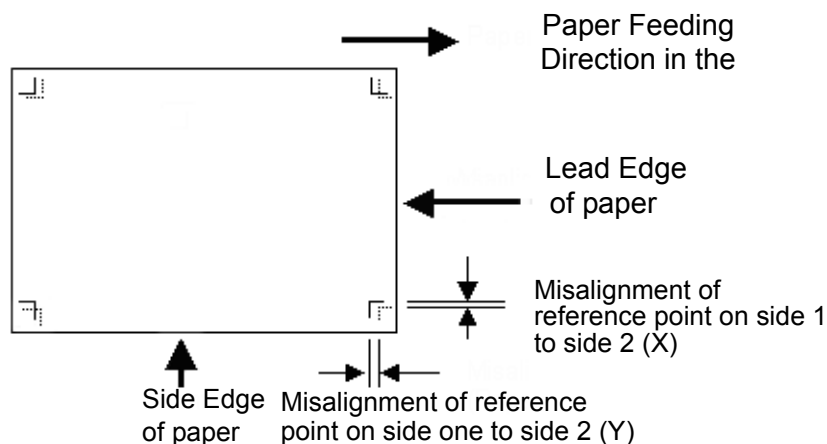 Paper Feeding
Direction in the
Lead Edge
of paper
Misalignment of
reference point on side 1
to side 2 (X)
Side Edge
of paper
Misalignment of reference
point on side one to side 2 (Y)